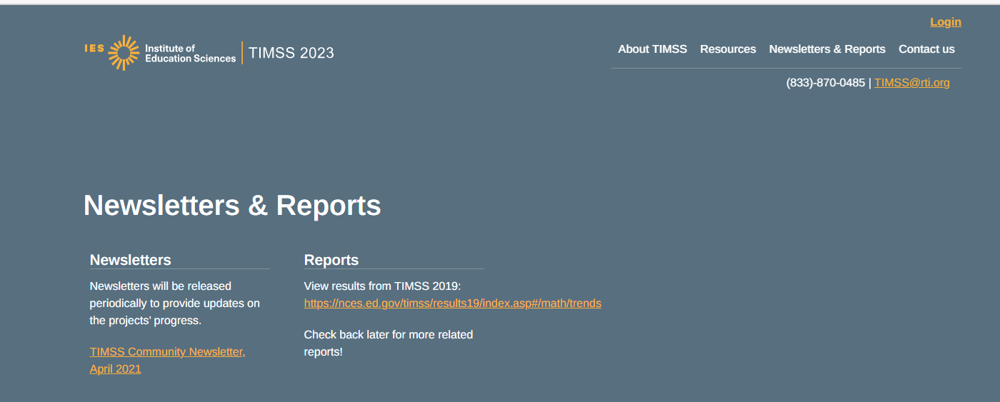 Login
IES
Institute of
Education Sciences
TIMSS 2023
About TIMSS Resources Newsletters & Reports Contact us
(833)-870-0485 | TIMSS@rti.org
Newsletters & Reports
Newsletters
Newsletters will be released
periodically to provide updates on
the projects’ progress.
TIMSS Community Newsletter,
April 2021
Reports
View results from TIMSS 2019:
https://nces.ed.gov/timss/results19/index.asp#/math/trends
Check back later for more related
reports!